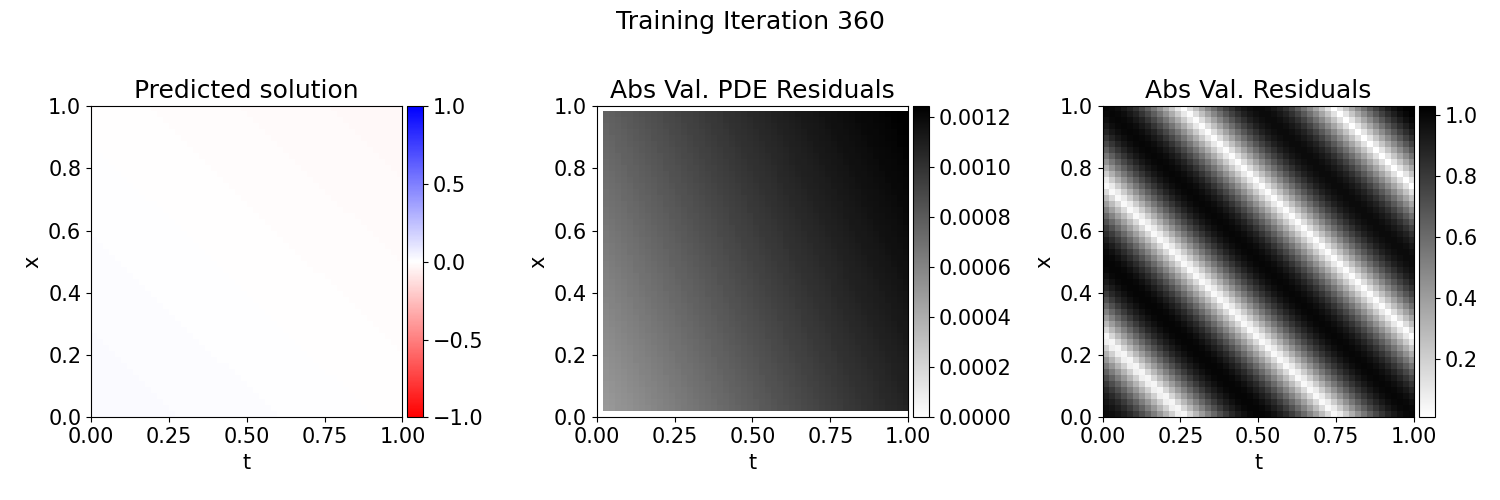 Training Iteration 360
Predicted solution
1.0
0.8
0.6
0.4
0.2
0.0
x
0.00 0.25 0.50 0.75 1.00
t
1.0
0.5
0.0
−0.5
−1.0
Abs Val. PDE Residuals
1.0
0.8
0.6
0.4
0.2
0.0
x
0.00 0.25 0.50 0.75 1.00
t
0.0012
0.0010
0.0008
0.0006
0.0004
0.0002
0.0000
Abs Val. Residuals
1.0
0.8
0.6
0.4
0.2
0.0
x
0.00 0.25 0.50 0.75 1.00
t
1.0
0.8
0.6
0.4
0.2